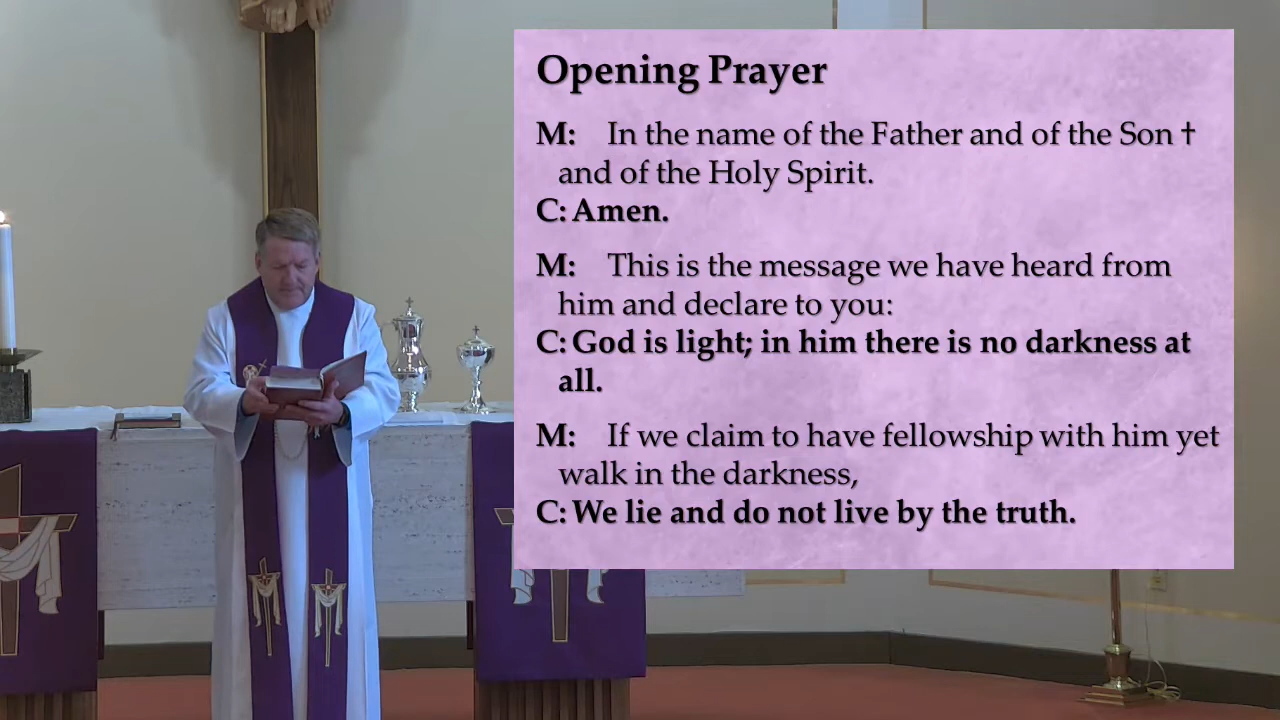 Opening Prayer
M: In the name of the Father and of the Son †
and of the Holy Spirit.
C: Amen.
M: This is the message we have heard from
him and declare to you:
C: God is light; in him there is no darkness at
all.
M: If we claim to have fellowship with him yet
walk in the darkness,
C: We lie and do not live by the truth.